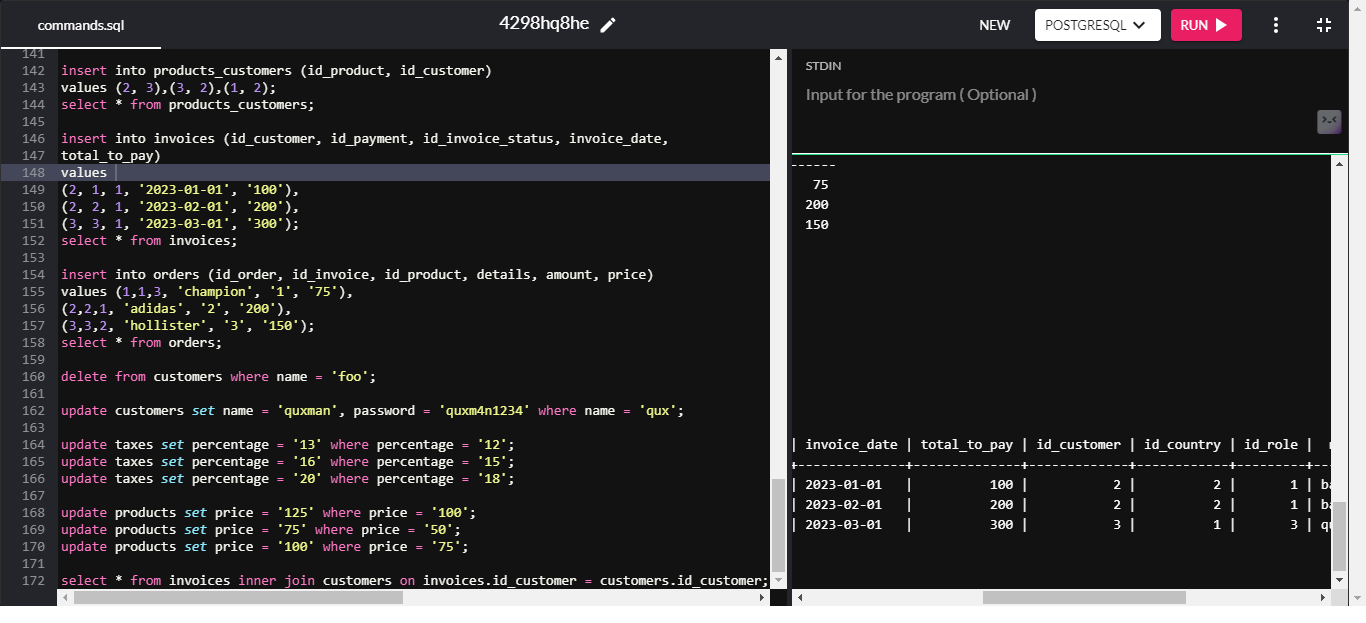 commands.sql
4298hq8he
NEW
POSTGRESQL
RUN
141
142 insert into products_customers (id_product, id_customer)
143 values (2, 3),(3, 2),(1, 2);
144 select * from products_customers;
145
146 insert into invoices (id_customer, id_payment, id_invoice_status, invoice_date,
147 total_to_pay)
148 values
149 (2, 1, 1, '2023-01-01', '100'),
150 (2, 2, 1, '2023-02-01', '200'),
151 (3, 3, 1, '2023-03-01', '300');
152 select * from invoices;
153
154 insert into orders (id_order, id_invoice, id_product, details, amount, price)
155 values (1,1,3, 'champion', '1', '75'),
156 (2,2,1, 'adidas', '2', '200'),
157 (3,3,2, 'hollister', '3', '150');
158 select * from orders;
159
160 delete from customers where name = 'foo';
161
162 update customers set name = 'quxman', password = 'quxm4n1234' where name = 'qux';
163
164 update taxes set percentage = '13' where percentage = '12';
165 update taxes set percentage = '16' where percentage = '15';
166 update taxes set percentage = '20' where percentage = '18';
167
168 update products set price = '125' where price = '100';
169 update products set price = '75' where price = '50';
170 update products set price = '100' where price = '75';
171
172 select * from invoices inner join customers on invoices.id_customer = customers.id_customer;
STDIN
Input for the program ( Optional )
------
75
200
150
| invoice_date | total_to_pay | id_customer | id_country | id_role |
+--------------+--------------+-------------+------------+---------+---
| 2023-01-01 | 100 | 2 | 2 | 1 |
| 2023-02-01 | 200 | 2 | 2 | 1 |
| 2023-03-01 | 300 | 3 | 1 | 3 |